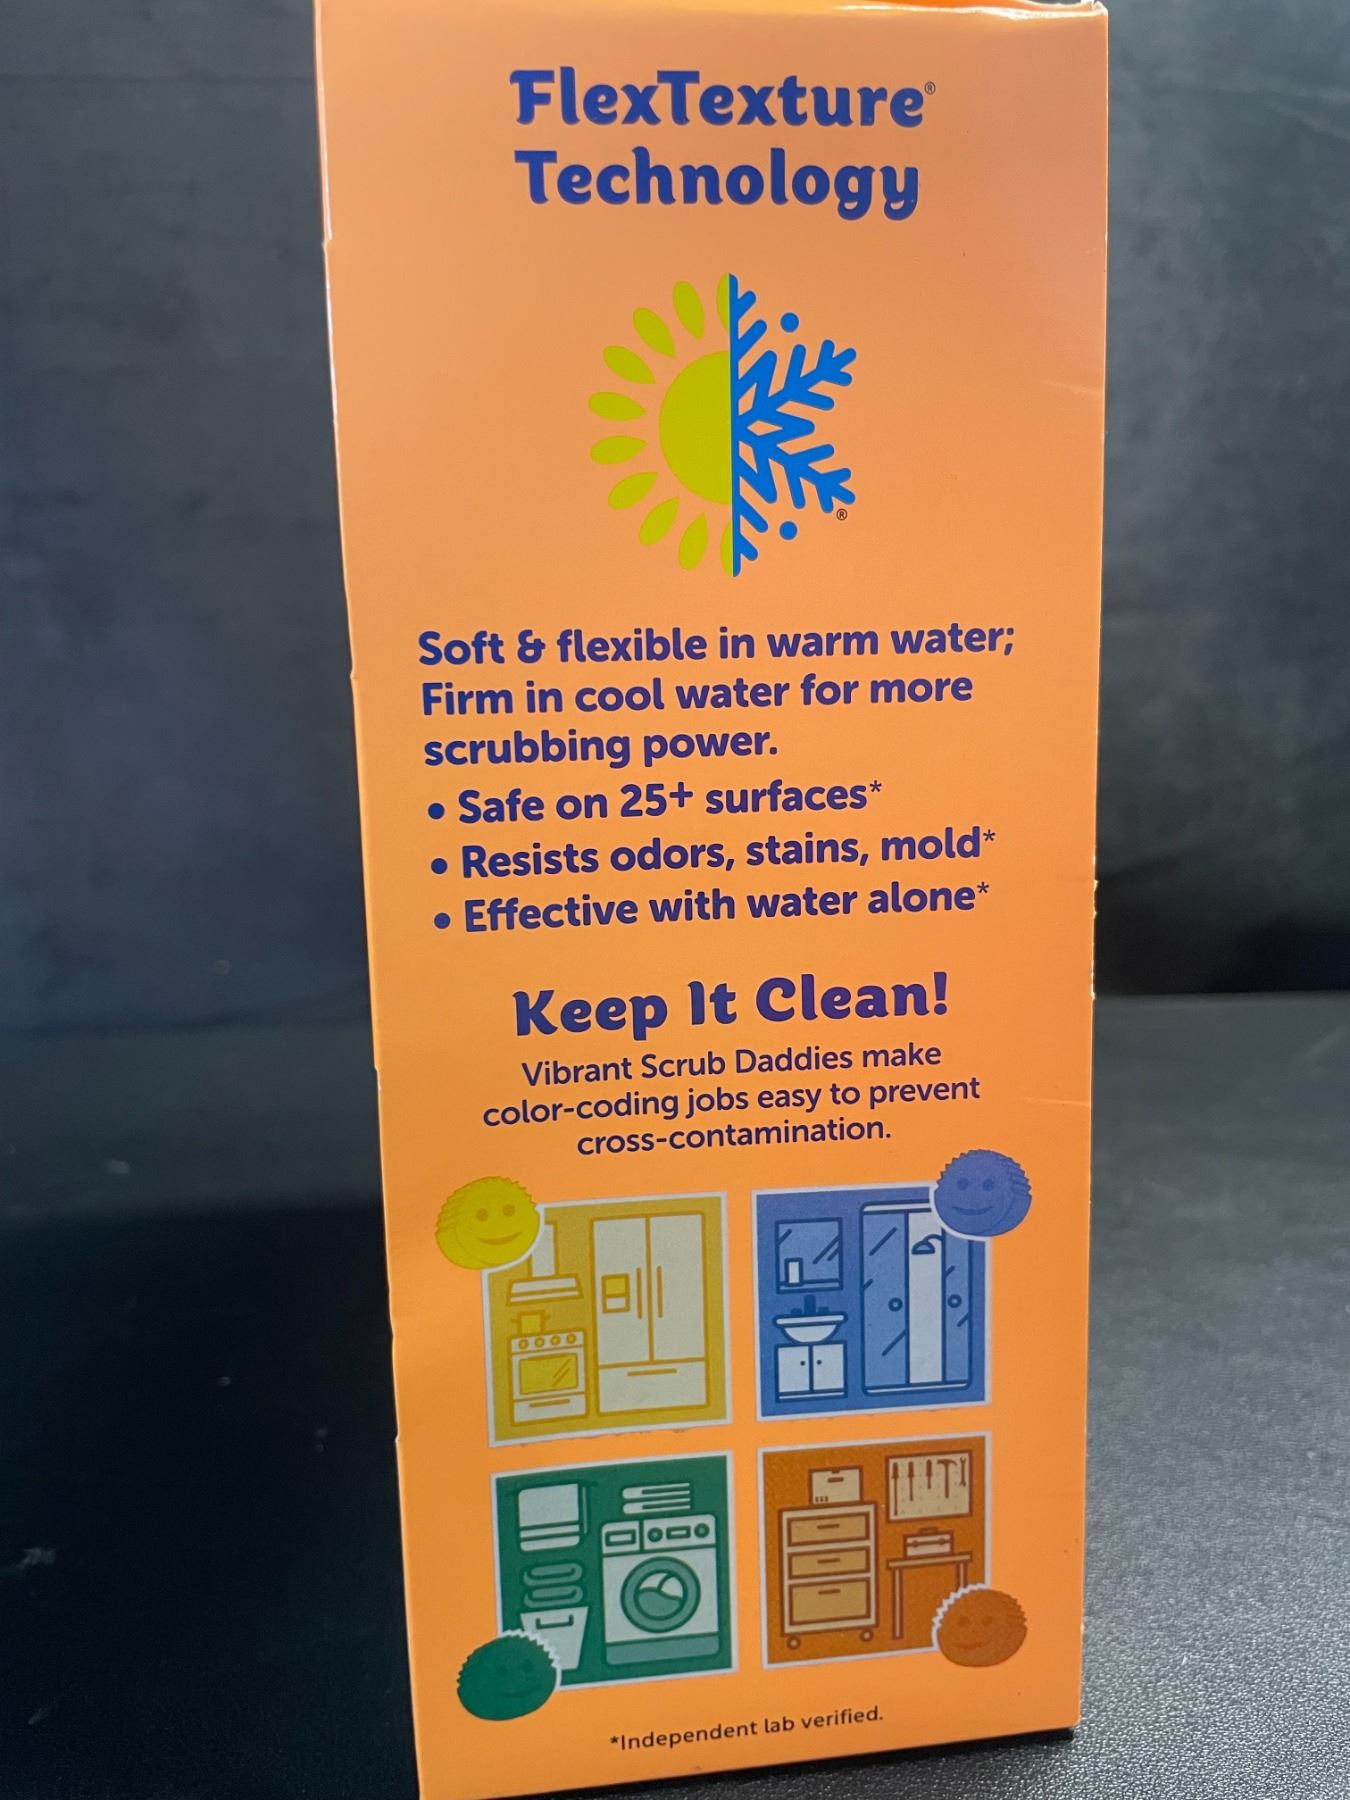 FlexTexture®
Technology
®
Soft & flexible in warm water;
Firm in cool water for more
scrubbing power.
• Safe on 25+ surfaces*
• Resists odors, stains, mold*
• Effective with water alone*
Keep It Clean!
Vibrant Scrub Daddies make
color-coding jobs easy to prevent
cross-contamination.
*Independent lab verified.